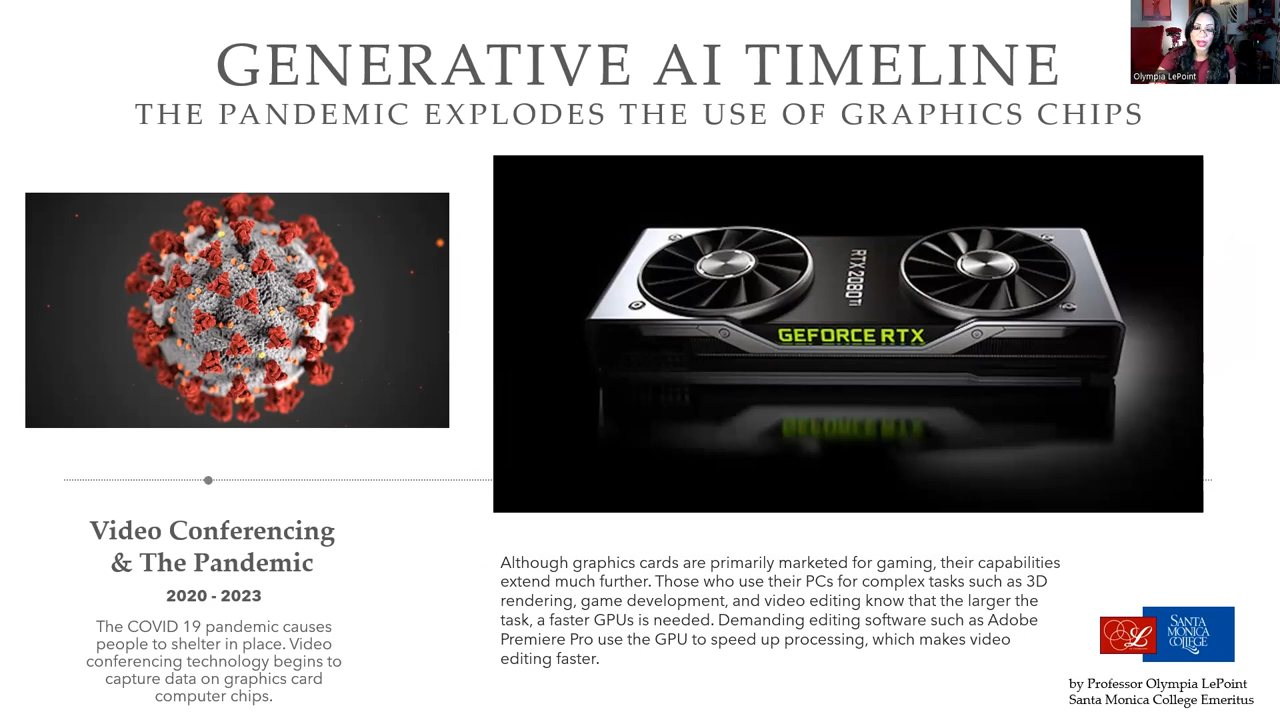 GENERATIVE AI TIMELINE
THE PANDEMIC EXPLODES THE USE OF GRAPHICS CHIPS
Olympia LePoint
RTX 2080 Ti
GEFORCE RTX
Video Conferencing
& The Pandemic
2020 - 2023
The COVID 19 pandemic causes
people to shelter in place. Video
conferencing technology begins to
capture data on graphics card
computer chips.
Although graphics cards are primarily marketed for gaming, their capabilities
extend much further. Those who use their PCs for complex tasks such as 3D
rendering, game development, and video editing know that the larger the
task, a faster GPUs is needed. Demanding editing software such as Adobe
Premiere Pro use the GPU to speed up processing, which makes video
editing faster.
SANTA
MONICA
COLLEGE
by Professor Olympia LePoint
Santa Monica College Emeritus